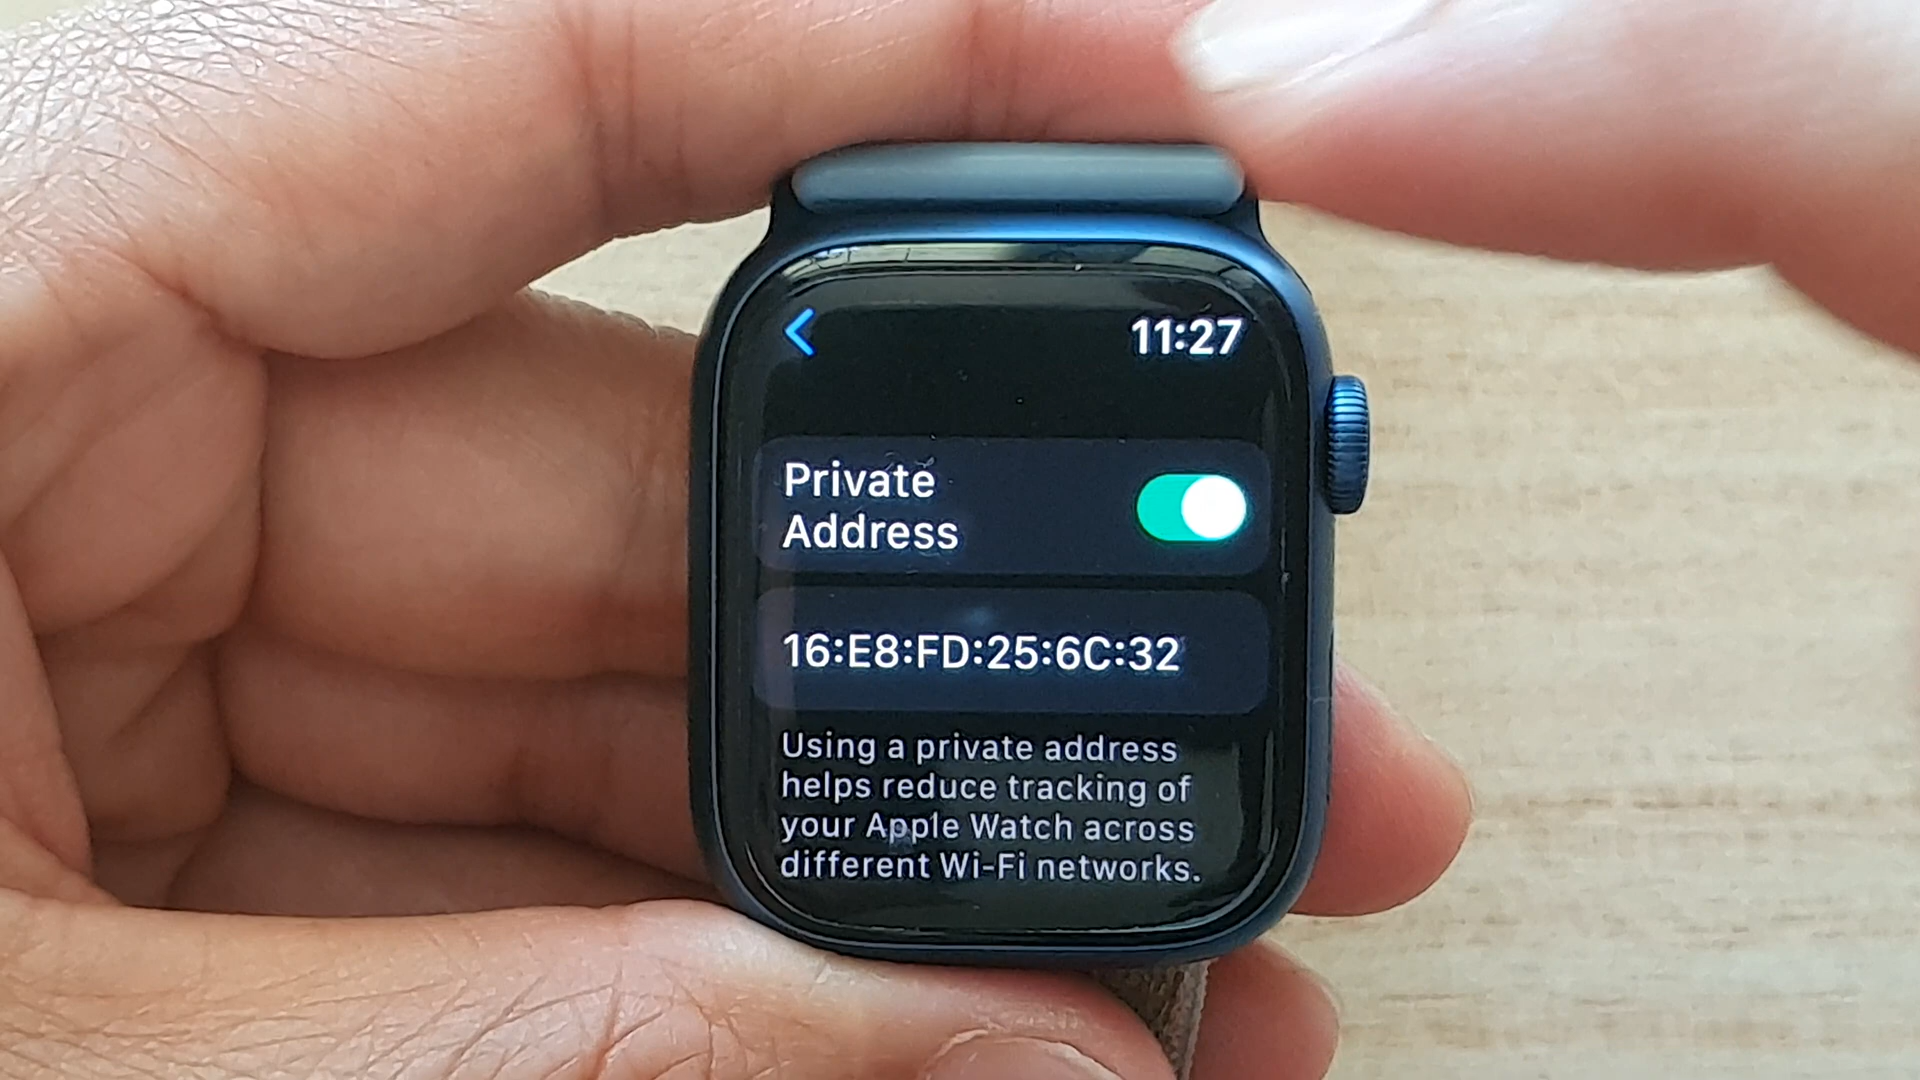 11:27
Private
Address
16:E8:FD:25:6C:32
Using a private address
helps reduce tracking of
your Apple Watch across
different Wi-Fi networks.